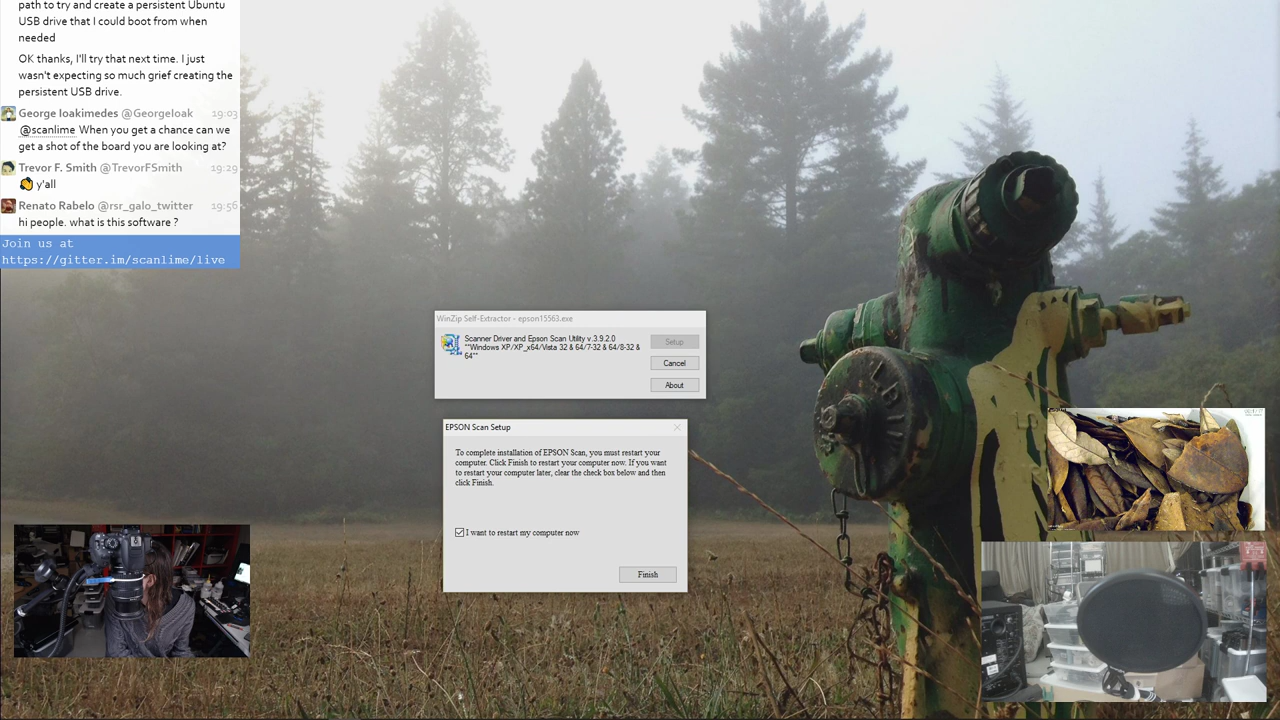 path to try and create a persistent Ubuntu
USB drive that I could boot from when
needed
OK thanks, I'll try that next time. I just
wasn't expecting so much grief creating the
persistent USB drive.
George Ioakimedes @GeorgeIoak 19:03
@scanlime When you get a chance can we
get a shot of the board you are looking at?
Trevor F. Smith @TrevorFSmith 19:29
👏 y'all
Renato Rabelo @rsr_galo_twitter 19:56
hi people. what is this software ?
Join us at
https://gitter.im/scanlime/live
WinZip Self-Extractor - epson15563.exe
Scanner Driver and Epson Scan Utility v.3.9.2.0
**Windows XP/XP_x64/Vista 32 & 64/7-32 & 64/8-32 &
64**
Setup
Cancel
About
EPSON Scan Setup
To complete installation of EPSON Scan, you must restart your
computer. Click Finish to restart your computer now. If you want
to restart your computer later, clear the check box below and then
click Finish.
I want to restart my computer now
Finish